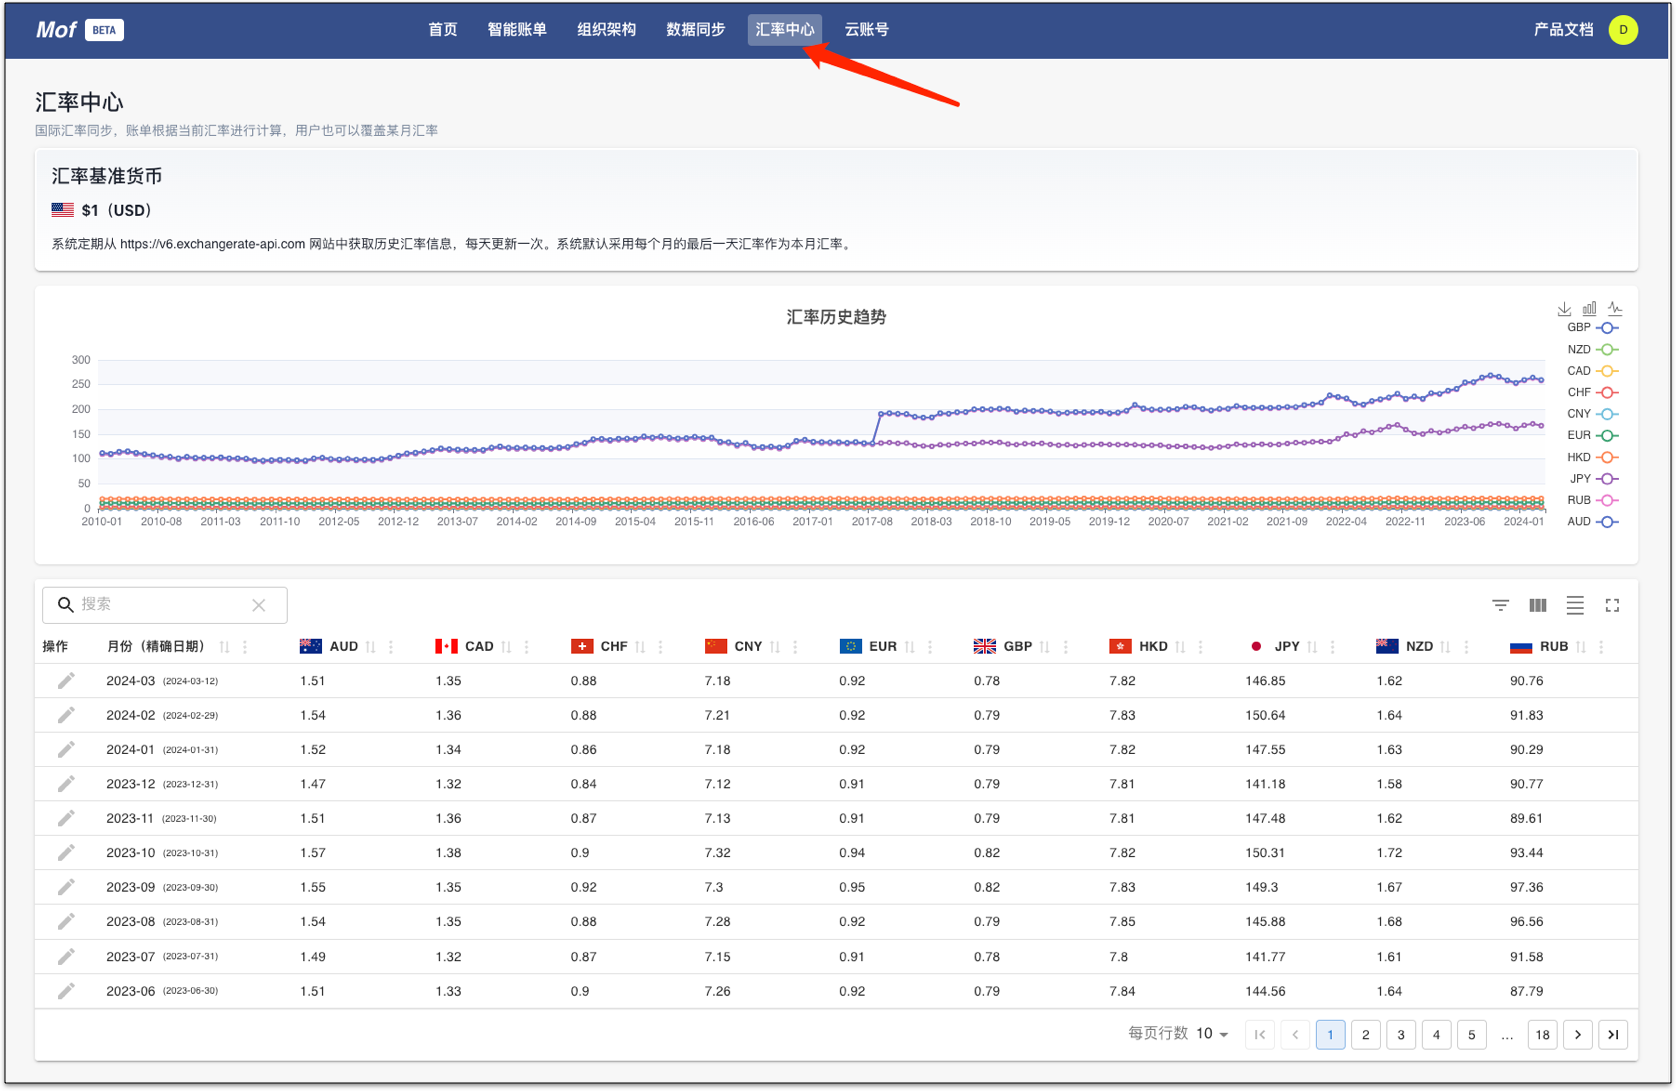 Mof BETA 首页 智能账单 组织架构 数据同步 汇率中心 云账号 产品文档 D
汇率中心
国际汇率同步，账单根据当前汇率进行计算，用户也可以覆盖某月汇率
汇率基准货币
$1（USD）
系统定期从 https://v6.exchangerate-api.com 网站中获取历史汇率信息，每天更新一次。系统默认采用每个月的最后一天汇率作为本月汇率。
汇率历史趋势
GBP
NZD
CAD
CHF
CNY
EUR
HKD
JPY
RUB
AUD
300
250
200
150
100
50
0
2010-01 2010-08 2011-03 2011-10 2012-05 2012-12 2013-07 2014-02 2014-09 2015-04 2015-11 2016-06 2017-01 2017-08 2018-03 2018-10 2019-05 2019-12 2020-07 2021-02 2021-09 2022-04 2022-11 2023-06 2024-01
搜索
操作 月份（精确日期） AUD CAD CHF CNY EUR GBP HKD JPY NZD RUB
2024-03 (2024-03-12) 1.51 1.35 0.88 7.18 0.92 0.78 7.82 146.85 1.62 90.76
2024-02 (2024-02-29) 1.54 1.36 0.88 7.21 0.92 0.79 7.83 150.64 1.64 91.83
2024-01 (2024-01-31) 1.52 1.34 0.86 7.18 0.92 0.79 7.82 147.55 1.63 90.29
2023-12 (2023-12-31) 1.47 1.32 0.84 7.12 0.91 0.79 7.81 141.18 1.58 90.77
2023-11 (2023-11-30) 1.51 1.36 0.87 7.13 0.91 0.79 7.81 147.48 1.62 89.61
2023-10 (2023-10-31) 1.57 1.38 0.9 7.32 0.94 0.82 7.82 150.31 1.72 93.44
2023-09 (2023-09-30) 1.55 1.35 0.92 7.3 0.95 0.82 7.83 149.3 1.67 97.36
2023-08 (2023-08-31) 1.54 1.35 0.88 7.28 0.92 0.79 7.85 145.88 1.68 96.56
2023-07 (2023-07-31) 1.49 1.32 0.87 7.15 0.91 0.78 7.8 141.77 1.61 91.58
2023-06 (2023-06-30) 1.51 1.33 0.9 7.26 0.92 0.79 7.84 144.56 1.64 87.79
每页行数 10 1 2 3 4 5 ... 18